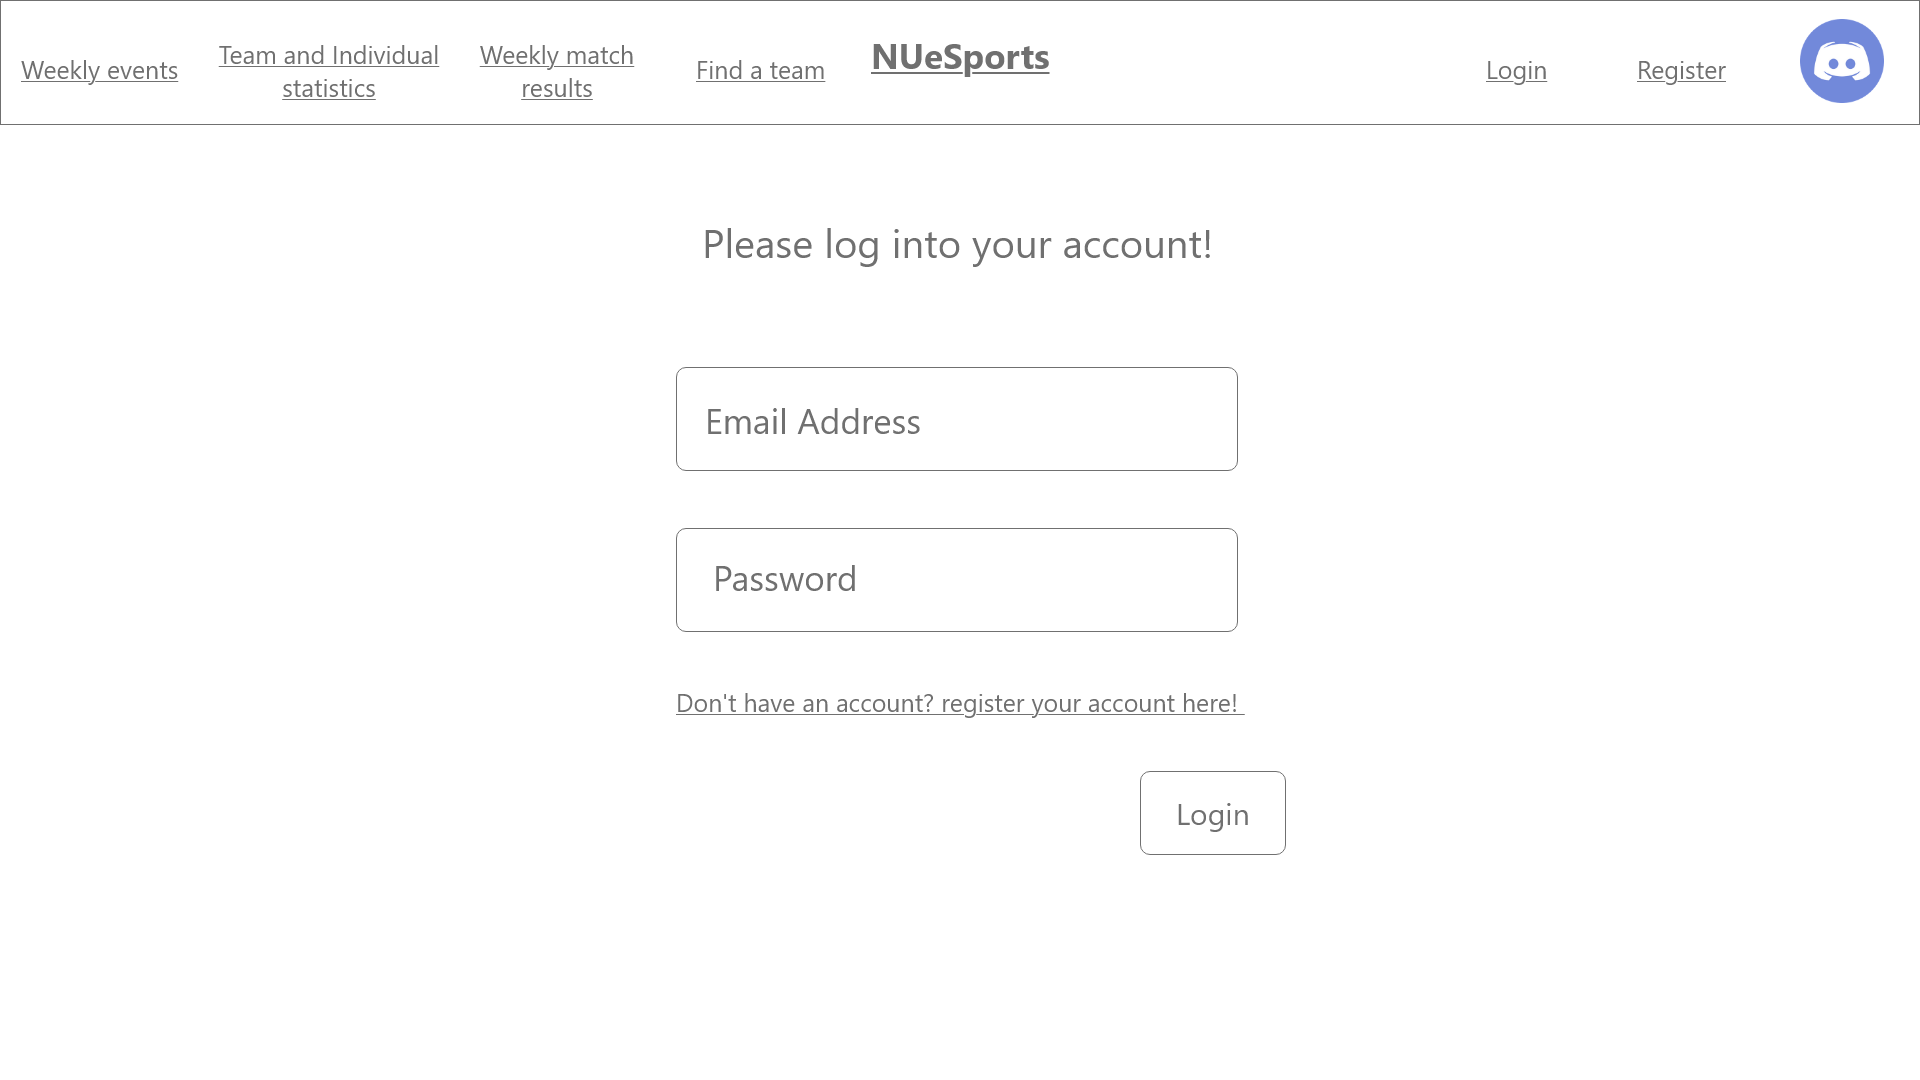 Weekly events
Team and Individual
statistics
Weekly match
results
Find a team
NUeSports
Login
Register
Please log into your account!
Email Address
Password
Don't have an account? register your account here!
Login